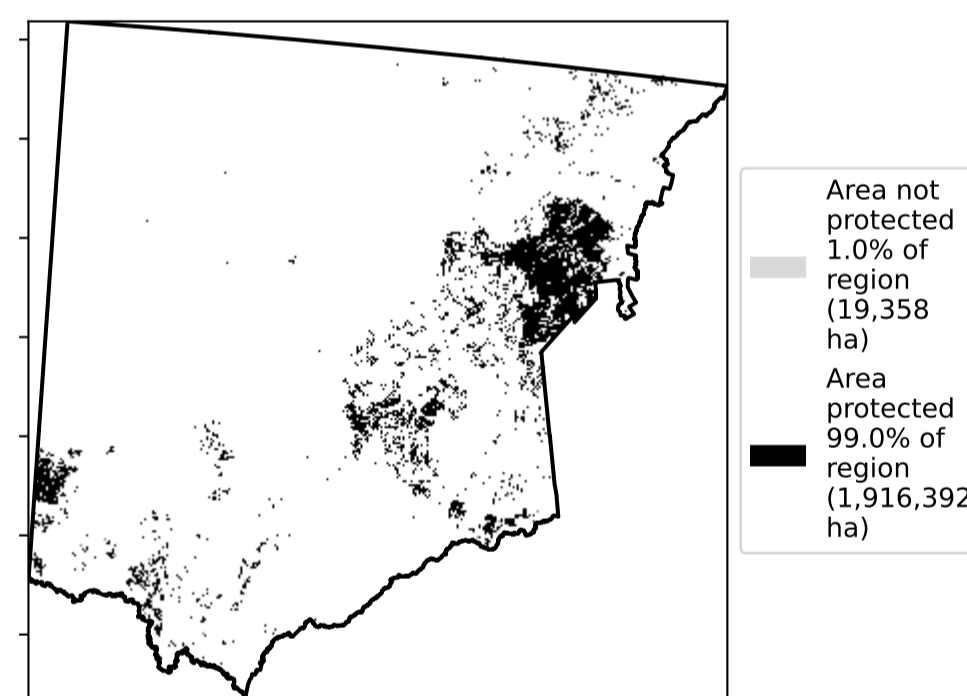 Area not
protected
1.0% of
region
(19,358
ha)
Area
protected
99.0% of
region
(1,916,392
ha)